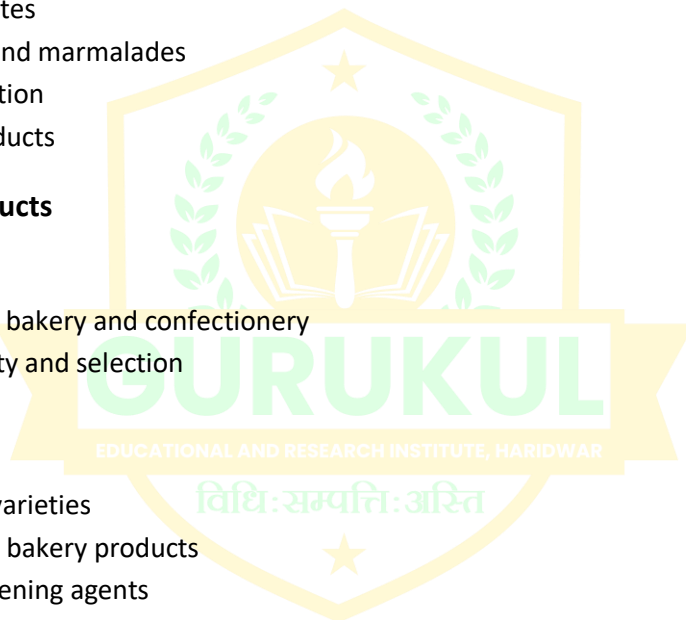 tes
nd marmalades
tion
ducts
ucts
bakery and confectionery
ty and selection
GURUKUL
EDUCATIONAL AND RESEARCH INSTITUTE, HARIDWAR
विधि:सम्पत्ति:अस्ति
varieties
bakery products
ening agents